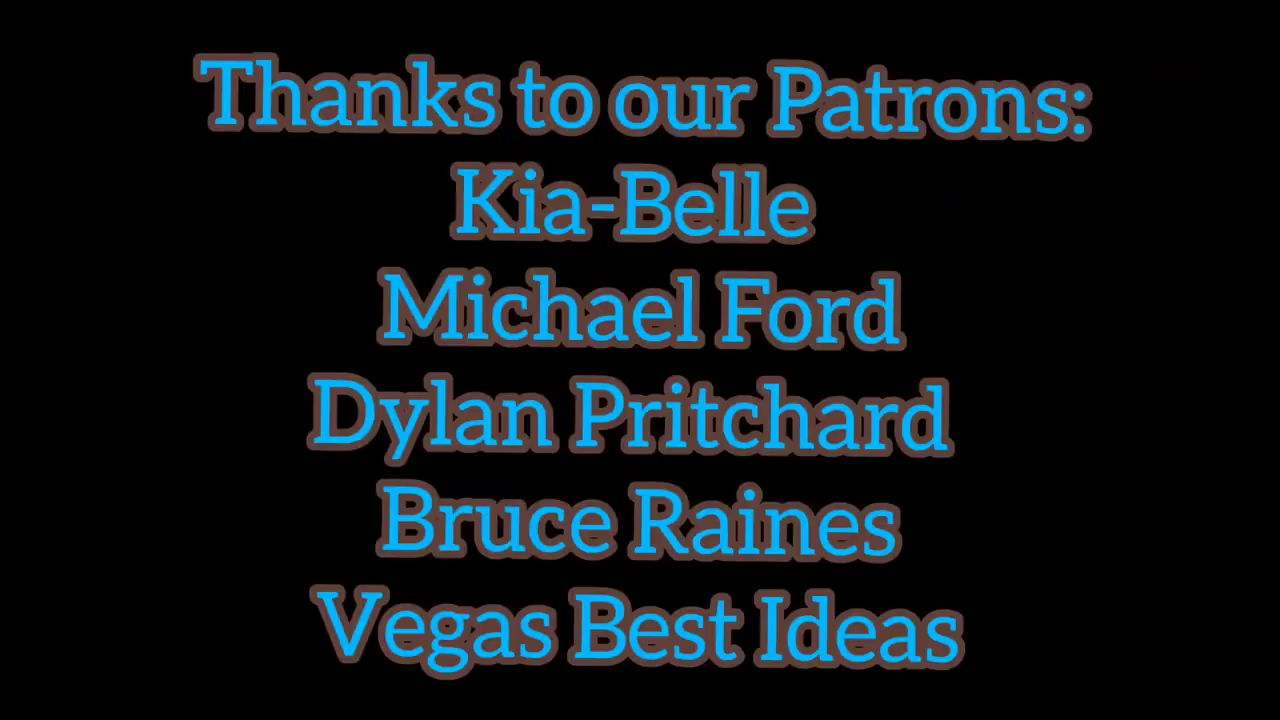 Thanks to our Patrons:
Kia-Belle
Michael Ford
Dylan Pritchard
Bruce Raines
Vegas Best Ideas